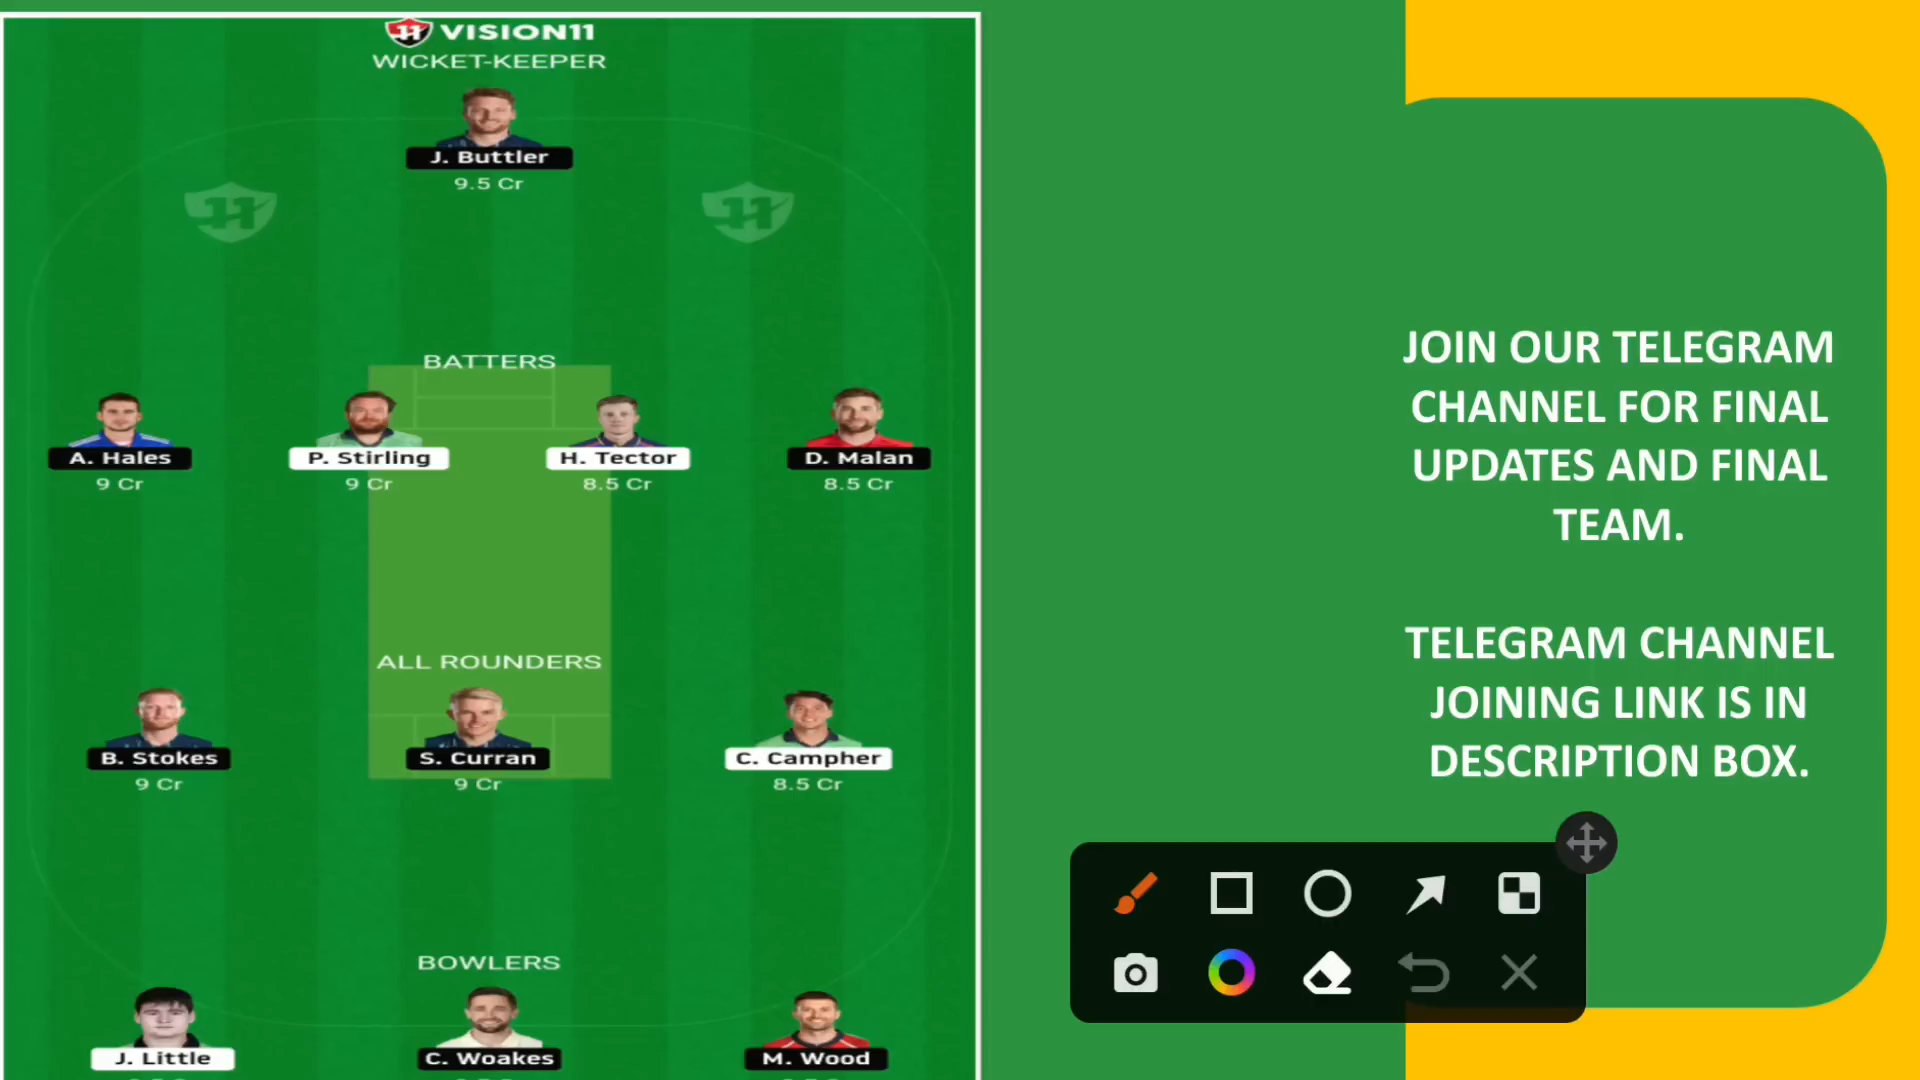 VISION11
WICKET-KEEPER
J. Buttler
9.5 Cr
BATTERS
A. Hales
P. Stirling
H. Tector
D. Malan
9 Cr
9 Cr
8.5 Cr
8.5 Cr
ALL ROUNDERS
B. Stokes
S. Curran
C. Campher
9 Cr
9 Cr
8.5 Cr
BOWLERS
J. Little
C. Woakes
M. Wood
JOIN OUR TELEGRAM
CHANNEL FOR FINAL
UPDATES AND FINAL
TEAM.
TELEGRAM CHANNEL
JOINING LINK IS IN
DESCRIPTION BOX.